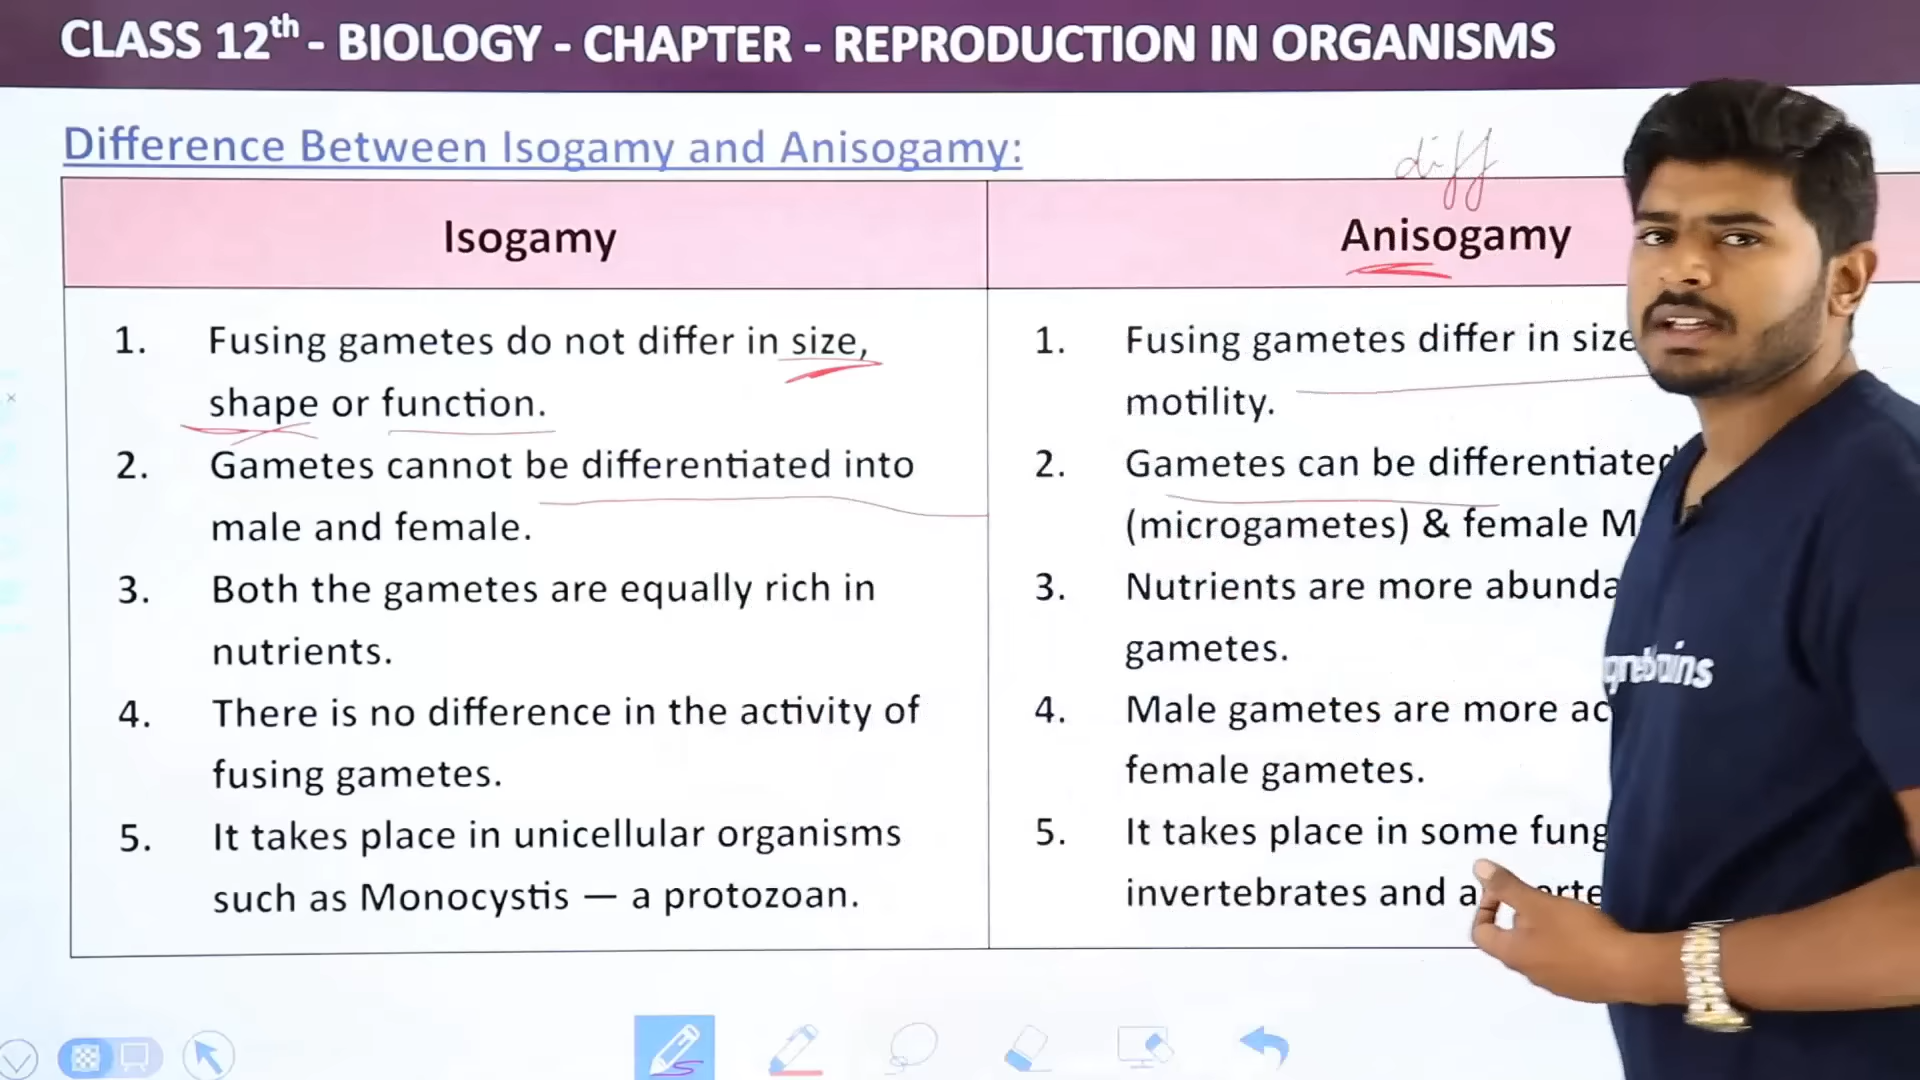 CLASS 12th - BIOLOGY - CHAPTER - REPRODUCTION IN ORGANISMS
Difference Between Isogamy and Anisogamy:
diff
Isogamy
1. Fusing gametes do not differ in size,
shape or function.
2. Gametes cannot be differentiated into
male and female.
3. Both the gametes are equally rich in
nutrients.
4. There is no difference in the activity of
fusing gametes.
5. It takes place in unicellular organisms
such as Monocystis — a protozoan.
Anisogamy
1. Fusing gametes differ in size
motility.
2. Gametes can be differentiated
(microgametes) & female
3. Nutrients are more
gametes.
4. Male gametes are more
female gametes.
5. It takes place in some
invertebrates and